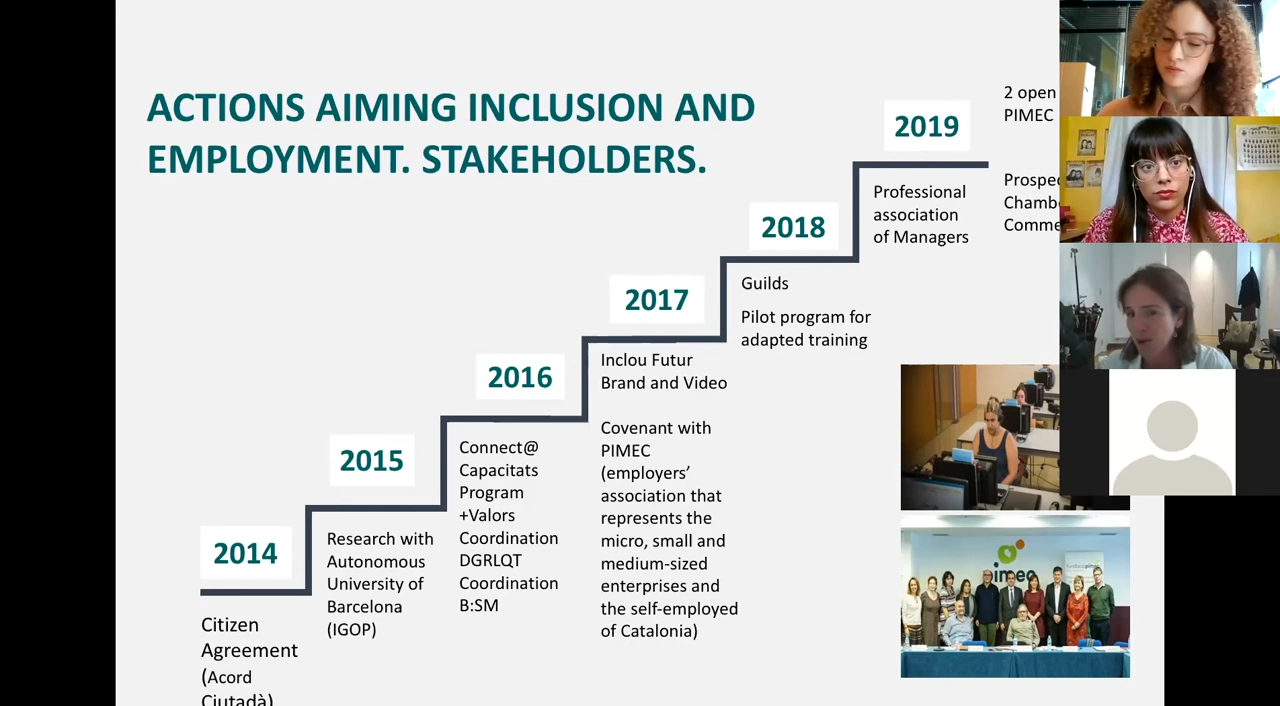 ACTIONS AIMING INCLUSION AND
EMPLOYMENT. STAKEHOLDERS.
2014
Citizen
Agreement
(Acord
Ciutadà)
2015
Research with
Autonomous
University of
Barcelona
(IGOP)
2016
Connect@
Capacitats
Program
+Valors
Coordination
DGRLQT
Coordination
B:SM
2017
Inclou Futur
Brand and Video
Covenant with
PIMEC
(employers’
association that
represents the
micro, small and
medium-sized
enterprises and
the self-employed
of Catalonia)
2018
Guilds
Pilot program for
adapted training
2019
Professional
association
of Managers
2 open
PIMEC